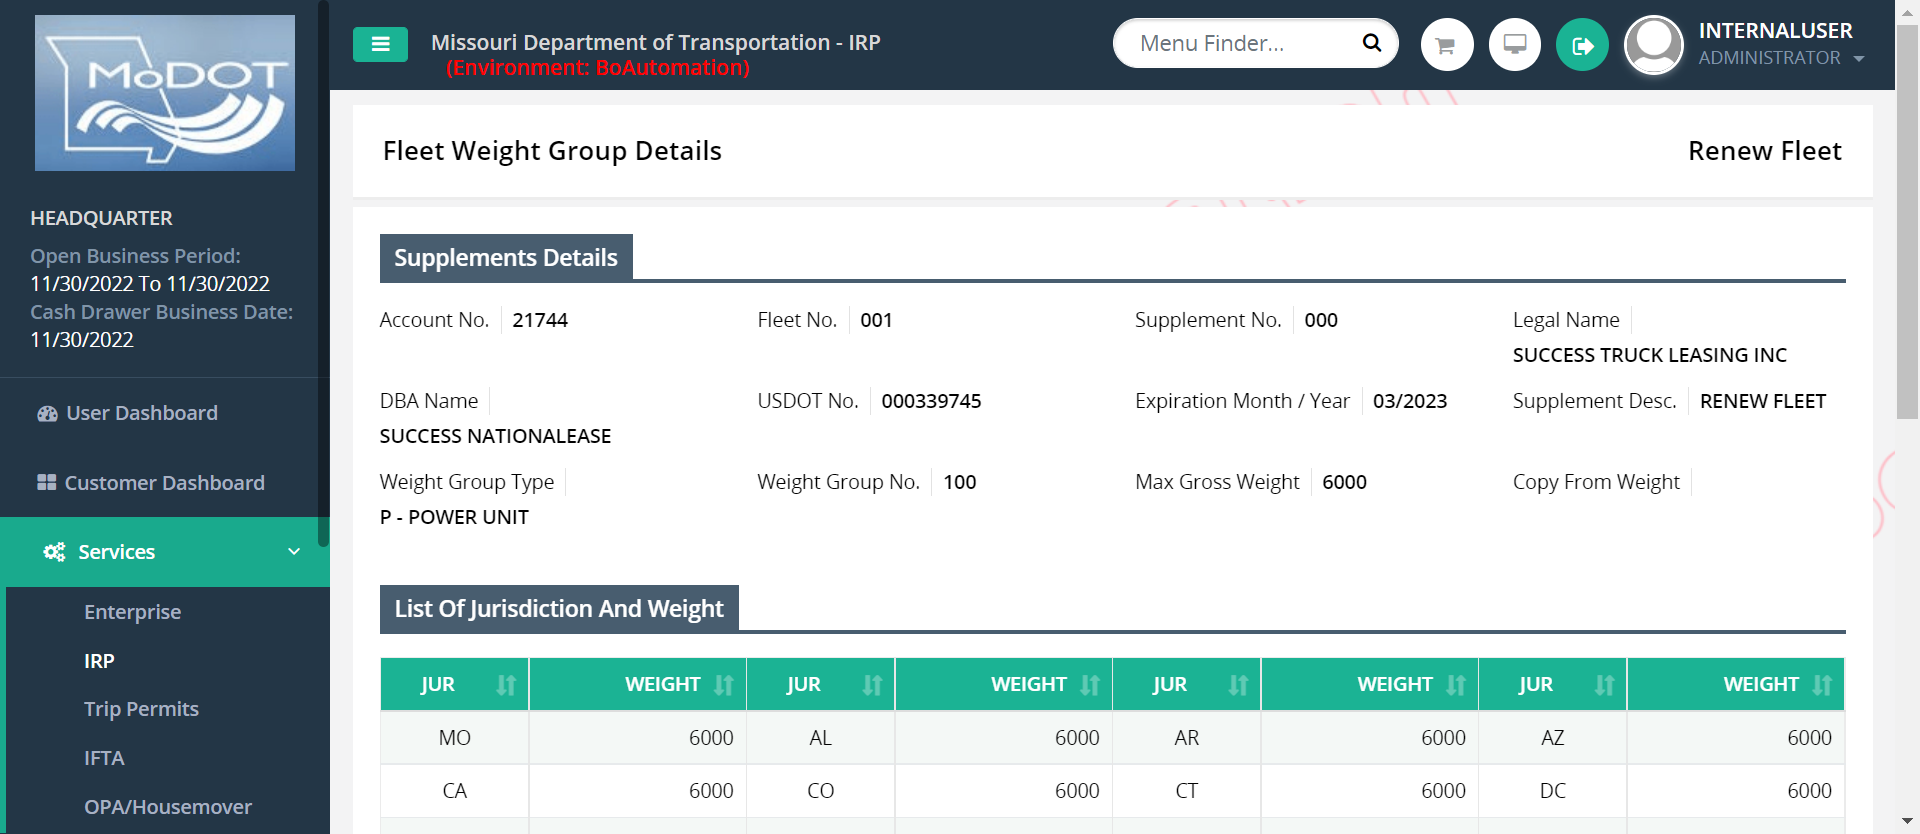 MoDOT
Missouri Department of Transportation - IRP
(Environment: BoAutomation)
Menu Finder...
INTERNALUSER
ADMINISTRATOR
HEADQUARTER
Open Business Period:
11/30/2022 To 11/30/2022
Cash Drawer Business Date:
11/30/2022
User Dashboard
Customer Dashboard
Services
Enterprise
IRP
Trip Permits
IFTA
OPA/Housemover
Fleet Weight Group Details
Renew Fleet
Supplements Details
Account No. 21744
Fleet No. 001
Supplement No. 000
Legal Name
SUCCESS TRUCK LEASING INC
DBA Name
SUCCESS NATIONALEASE
USDOT No. 000339745
Expiration Month / Year 03/2023
Supplement Desc. RENEW FLEET
Weight Group Type
P - POWER UNIT
Weight Group No. 100
Max Gross Weight 6000
Copy From Weight
List Of Jurisdiction And Weight
JUR WEIGHT JUR WEIGHT JUR WEIGHT JUR WEIGHT
MO 6000 AL 6000 AR 6000 AZ 6000
CA 6000 CO 6000 CT 6000 DC 6000